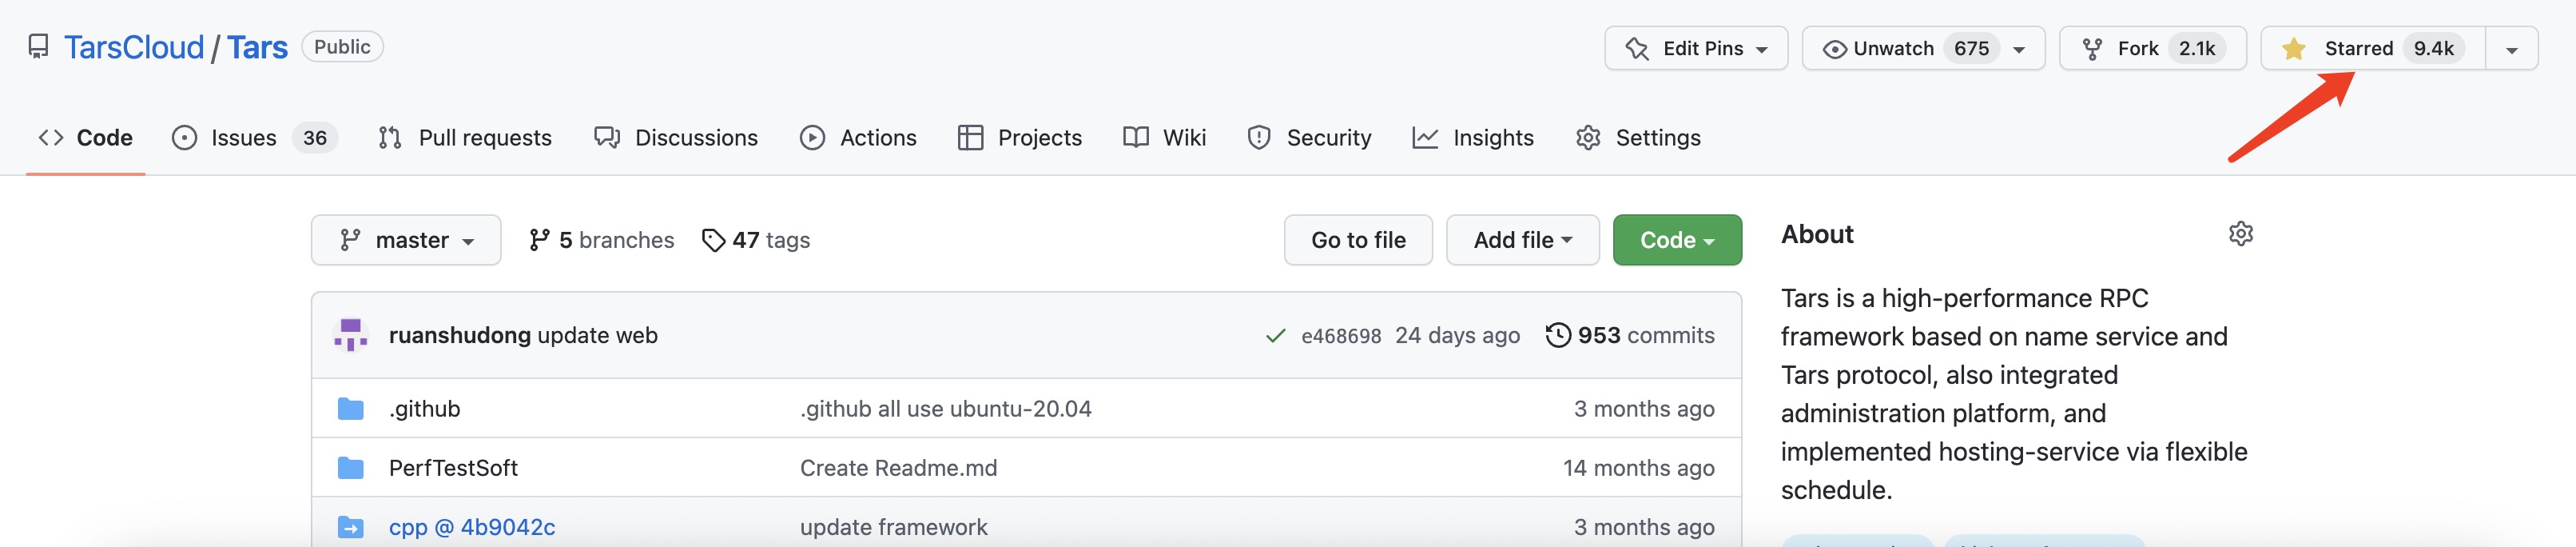 TarsCloud / Tars Public Edit Pins Unwatch 675 Fork 2.1k Starred 9.4k
Code Issues 36 Pull requests Discussions Actions Projects Wiki Security Insights Settings
master 5 branches 47 tags Go to file Add file Code
ruanshudong update web e468698 24 days ago 953 commits
.github .github all use ubuntu-20.04 3 months ago
PerfTestSoft Create Readme.md 14 months ago
cpp @ 4b9042c update framework 3 months ago
About
Tars is a high-performance RPC
framework based on name service and
Tars protocol, also integrated
administration platform, and
implemented hosting-service via flexible
schedule.